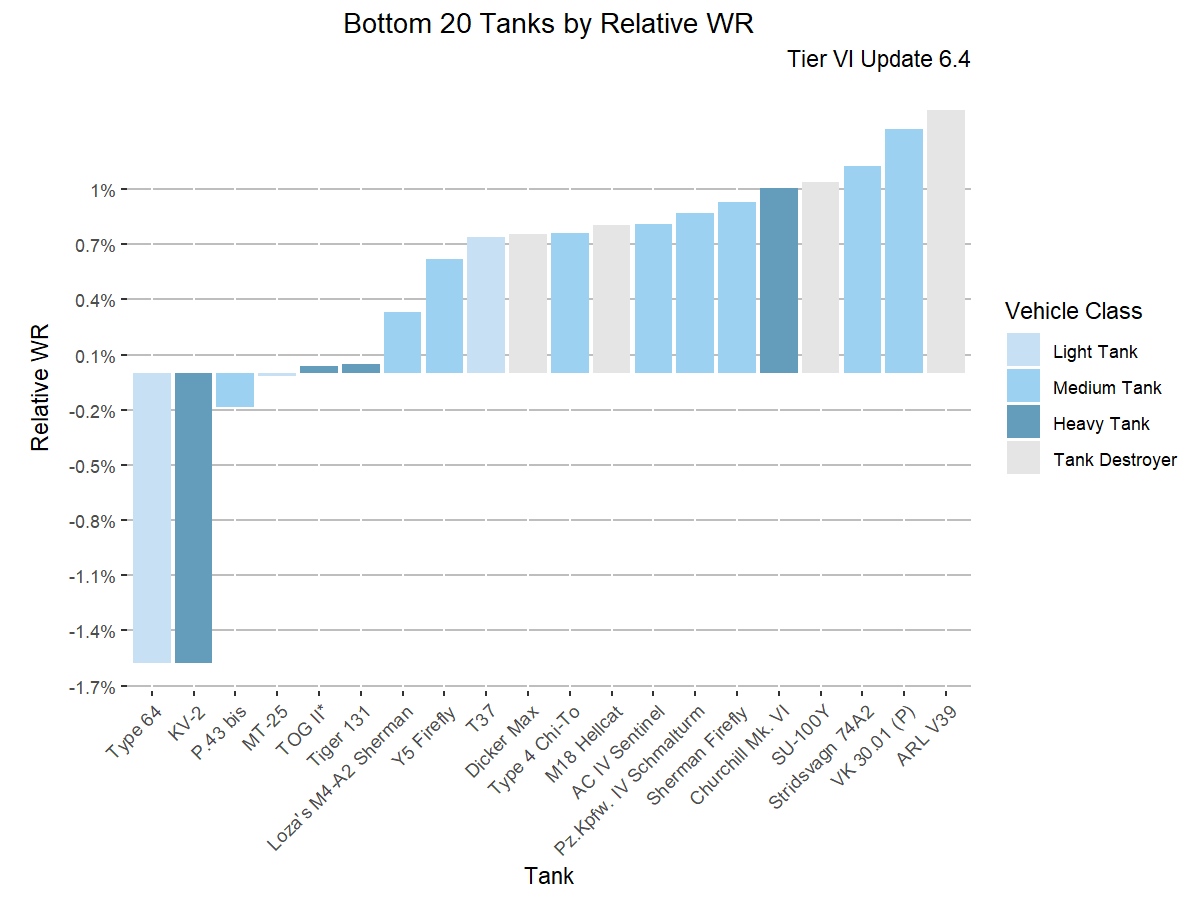 Bottom 20 Tanks by Relative WR
Tier VI Update 6.4
Relative WR
1%
0.7%
0.4%
0.1%
-0.2%
-0.5%
-0.8%
-1.1%
-1.4%
-1.7%
Type 64
KV-2
P.43 bis
MT-25
TOG II*
Tiger 131
Loza's M4-A2 Sherman
Y5 Firefly
T37
Dicker Max
Type 4 Chi-To
M18 Hellcat
AC IV Sentinel
Pz.Kpfw. IV Schmalturm
Sherman Firefly
Churchill Mk. VI
SU-100Y
Stridsvagn 74A2
VK 30.01 (P)
ARL V39
Tank
Vehicle Class
Light Tank
Medium Tank
Heavy Tank
Tank Destroyer